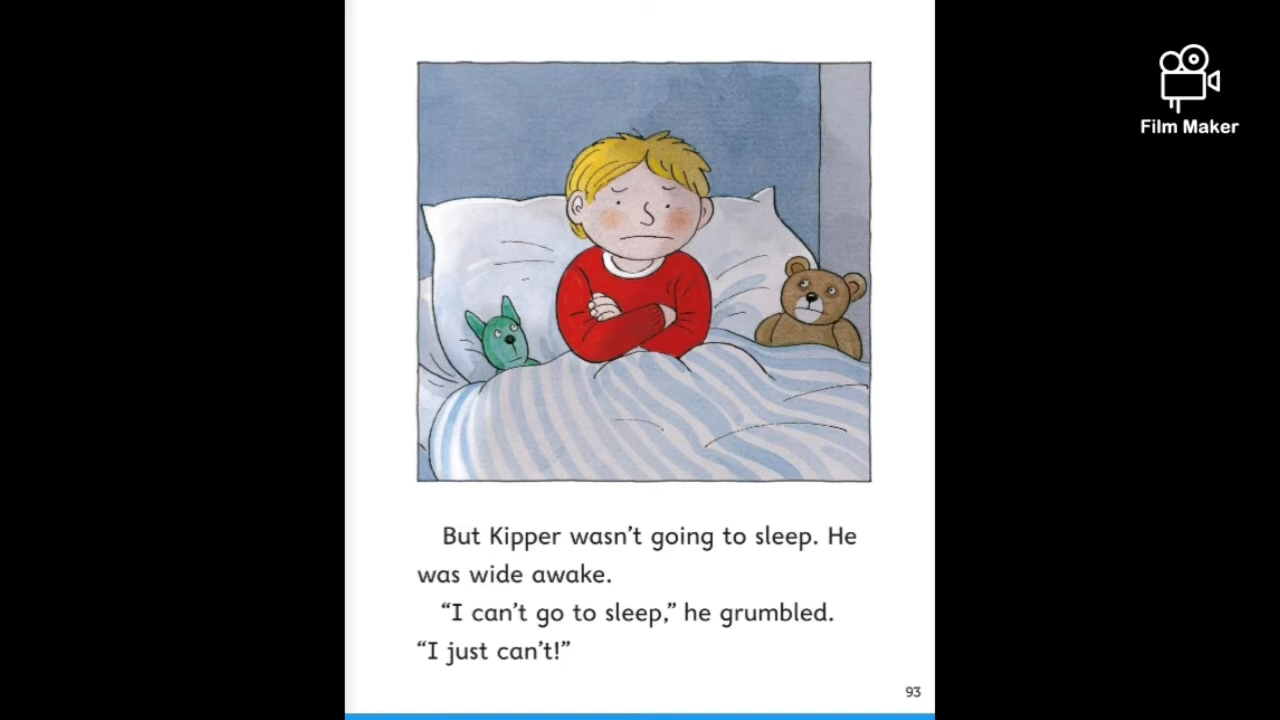 Film Maker
But Kipper wasn't going to sleep. He
was wide awake.
“I can't go to sleep,” he grumbled.
“I just can't!”
93